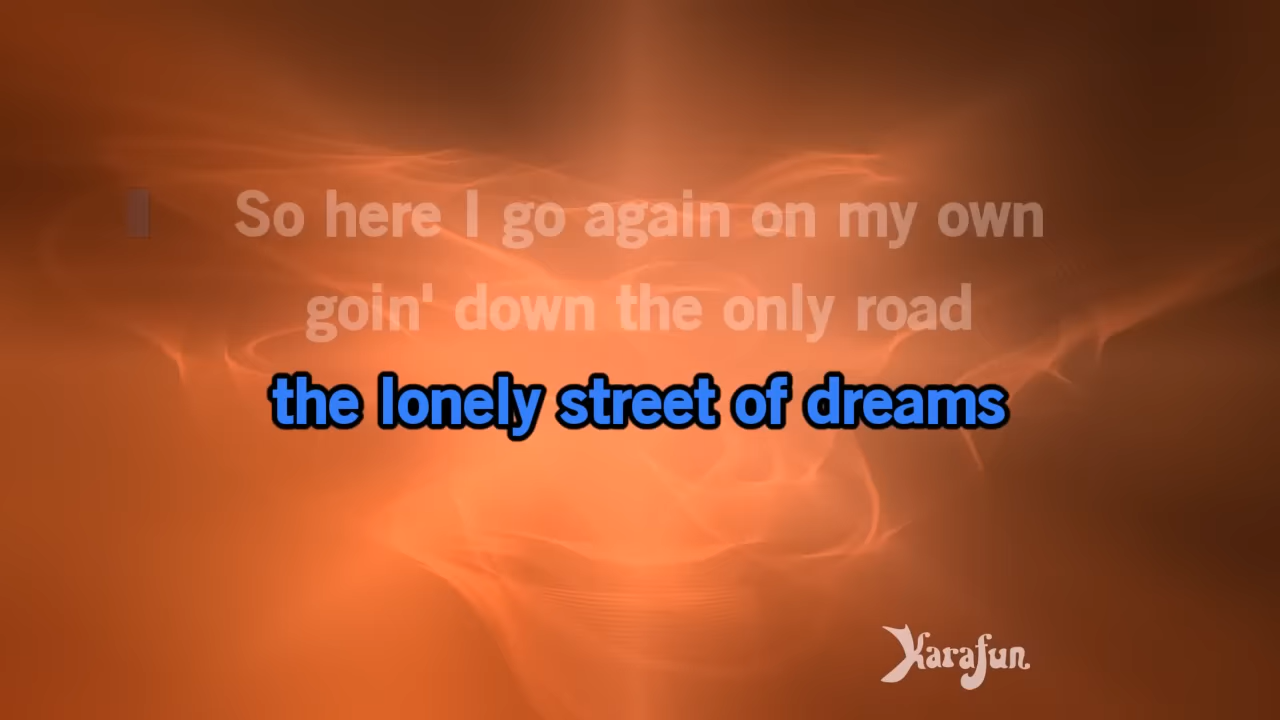 So here I go again on my own
goin' down the only road
the lonely street of dreams
Karafun